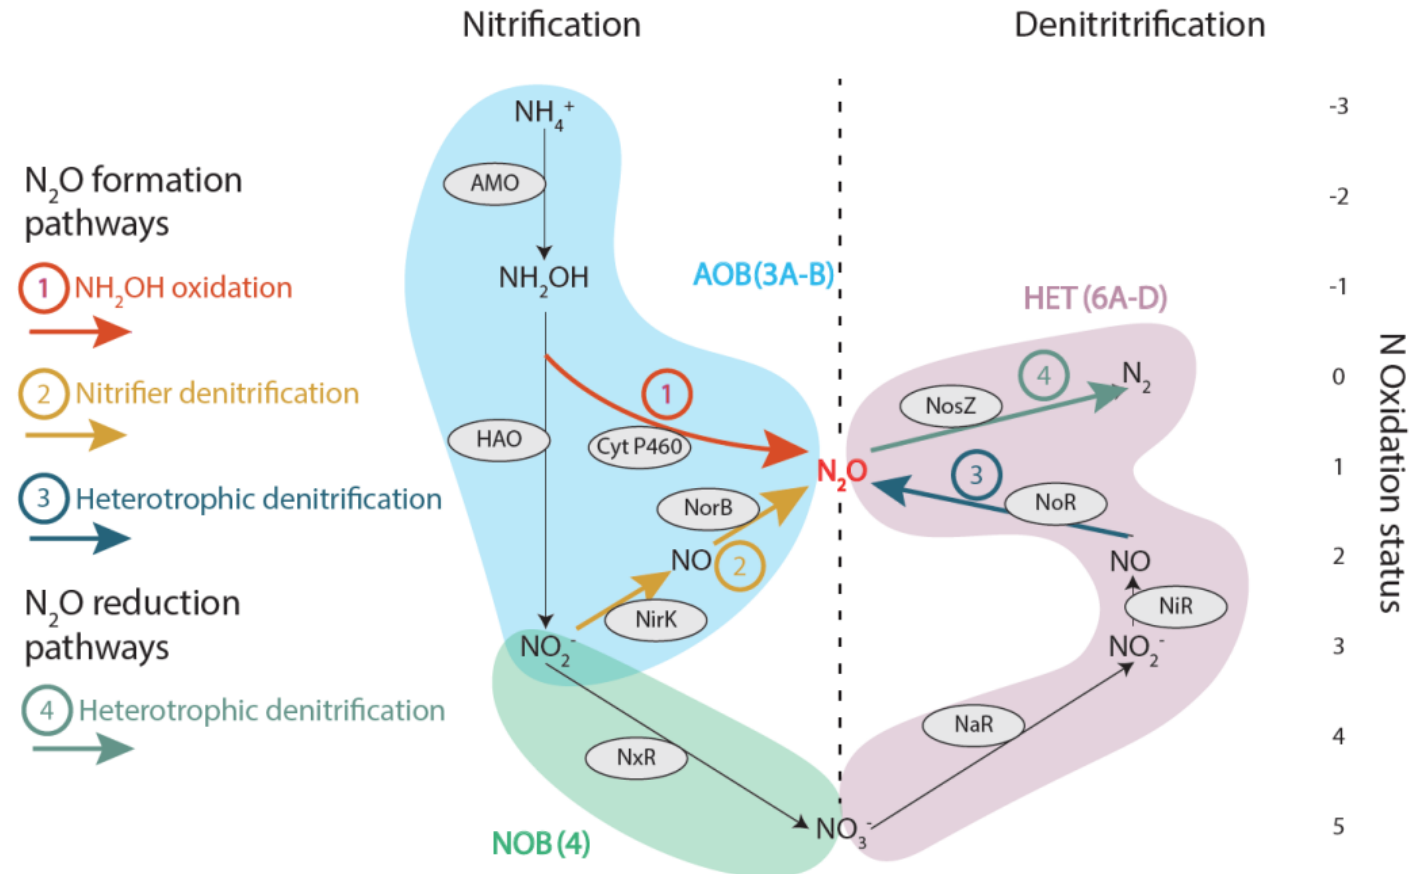 Nitrification
Denitritrification
N₂O formation
pathways
1 NH₂OH oxidation
2 Nitrifier denitrification
3 Heterotrophic denitrification
N₂O reduction
pathways
4 Heterotrophic denitrification
NH₄⁺
AMO
NH₂OH
AOB (3A-B)
HAO
1
Cyt P460
NorB
NO
2
NirK
NO₂⁻
NxR
NOB (4)
N₂O
NO₃⁻
HET (6A-D)
4
N₂
NosZ
3
NoR
NO
NiR
NO₂⁻
NaR
-3
-2
-1
0
1
2
3
4
5
N Oxidation status